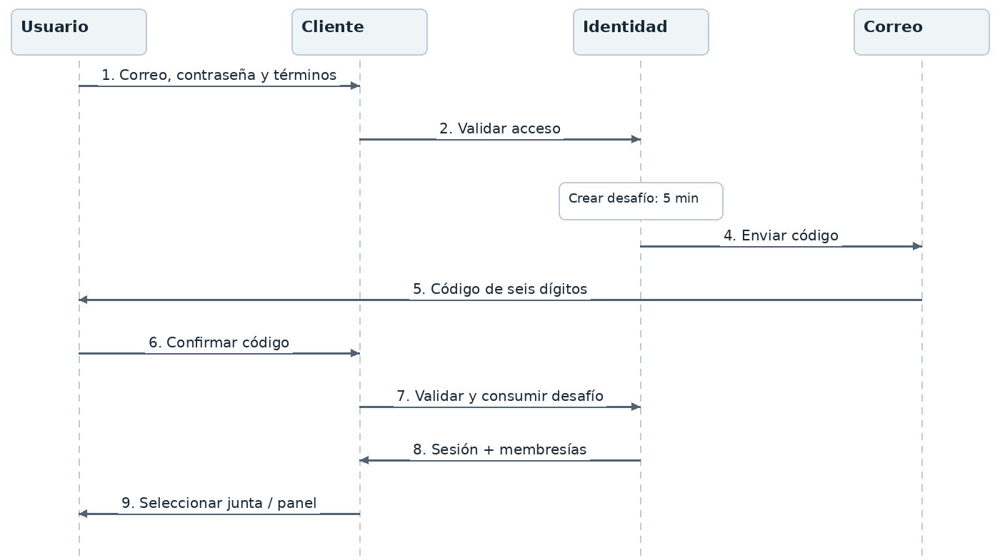 Usuario
Cliente
Identidad
Correo
1. Correo, contraseña y términos
2. Validar acceso
Crear desafío: 5 min
4. Enviar código
5. Código de seis dígitos
6. Confirmar código
7. Validar y consumir desafío
8. Sesión + membresías
9. Seleccionar junta / panel